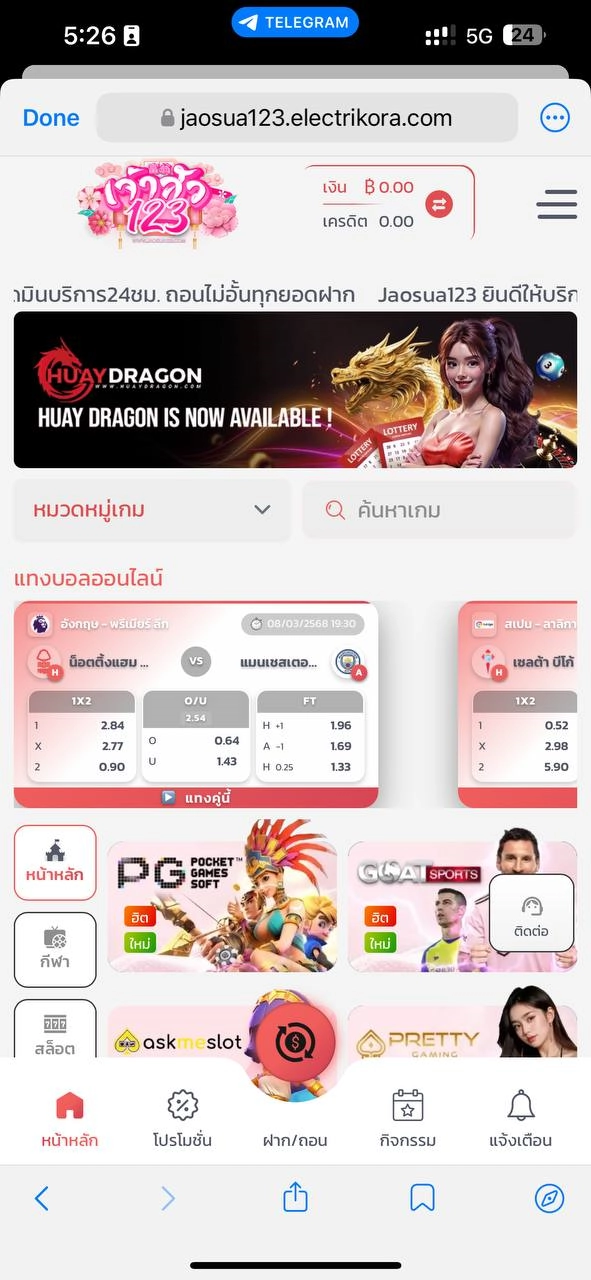 5:26
TELEGRAM
5G 24
Done
jaosua123.electrikora.com
เจ้าสัว
123
เงิน ฿ 0.00
เครดิต 0.00
มินบริการ24ชม. ถอนไม่อั้นทุกยอดฝาก Jaosua123 ยินดีให้บริก
HUAYDRAGON
WWW.HUAYDRAGON.COM
HUAY DRAGON IS NOW AVAILABLE !
LOTTERY
LOTTERY
3
หมวดหมู่เกม
ค้นหาเกม
แทงบอลออนไลน์
อังกฤษ - พรีเมียร์ ลีก
08/03/2568 19:30
น็อตติ้งแฮม ...
H
VS
แมนเชสเตอ...
A
1X2
1 2.84
X 2.77
2 0.90
O/U
2.54
O 0.64
U 1.43
FT
H +1 1.96
A -1 1.69
H 0.25 1.33
แทงคู่นี้
สเปน - ลาลีกา
เซลต้า บีโก้
H
1X2
1 0.52
X 2.98
2 5.90
หน้าหลัก
กีฬา
สล็อต
PG POCKET GAMES SOFT
ฮิต
ใหม่
GOAT SPORTS
ฮิต
ใหม่
ติดต่อ
askmeslot
PRETTY
GAMING
หน้าหลัก
โปรโมชั่น
ฝาก/ถอน
กิจกรรม
แจ้งเตือน